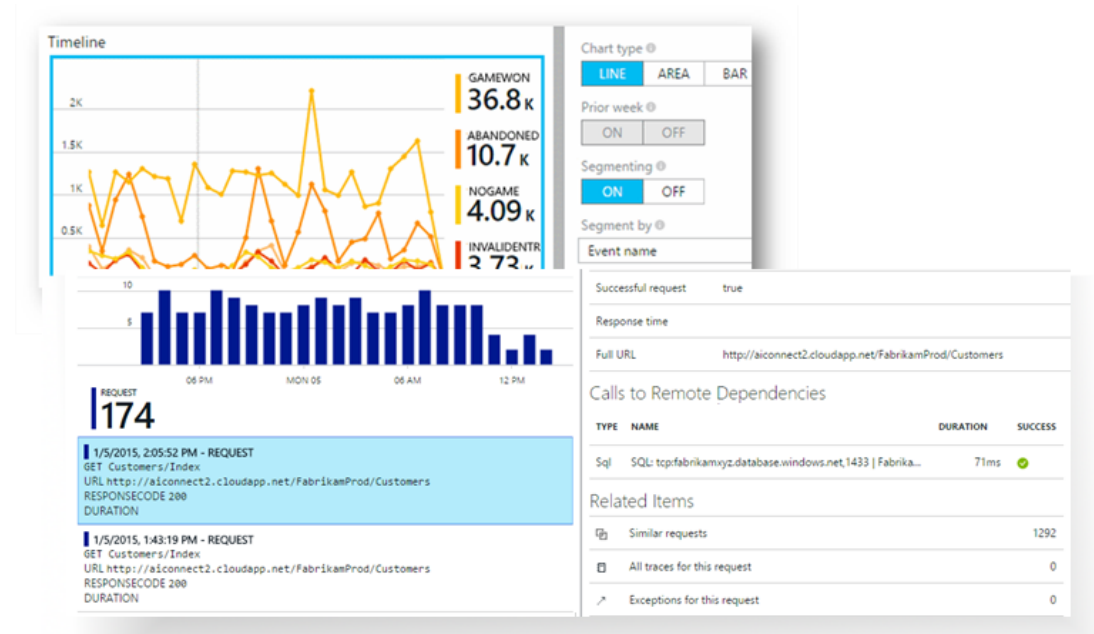 Timeline
2K
1.5K
1K
0.5K
GAMEWON
36.8 K
ABANDONED
10.7 K
NOGAME
4.09 K
INVALIDENTR
3.73 K
Chart type
LINE AREA BAR
Prior week
ON OFF
Segmenting
ON OFF
Segment by
Event name
10
5
06 PM MON 05 06 AM 12 PM
REQUEST
174
1/5/2015, 2:05:52 PM - REQUEST
GET Customers/Index
URL http://aiconnect2.cloudapp.net/FabrikamProd/Customers
RESPONSECODE 200
DURATION
1/5/2015, 1:43:19 PM - REQUEST
GET Customers/Index
URL http://aiconnect2.cloudapp.net/FabrikamProd/Customers
RESPONSECODE 200
DURATION
Successful request true
Response time
Full URL http://aiconnect2.cloudapp.net/FabrikamProd/Customers
Calls to Remote Dependencies
TYPE NAME DURATION SUCCESS
Sql SQL: tcp:fabrikamxyz.database.windows.net,1433 | Fabrika... 71ms
Related Items
Similar requests 1292
All traces for this request 0
Exceptions for this request 0